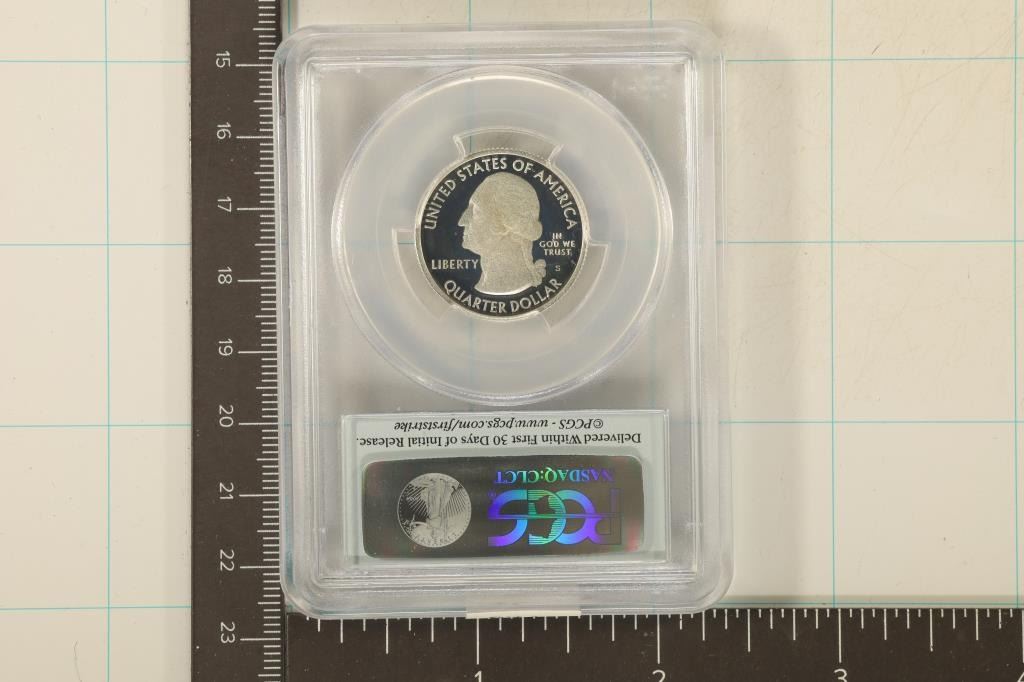 15
16
17
18
19
20
21
22
23
UNITED STATES OF AMERICA
IN
GOD WE
TRUST
LIBERTY
S
QUARTER DOLLAR
©PCGS - www.pcgs.com/firststrike
Delivered Within First 30 Days of Initial Release.
NASDAQ:CLCT
PCGS
1
2
3
4